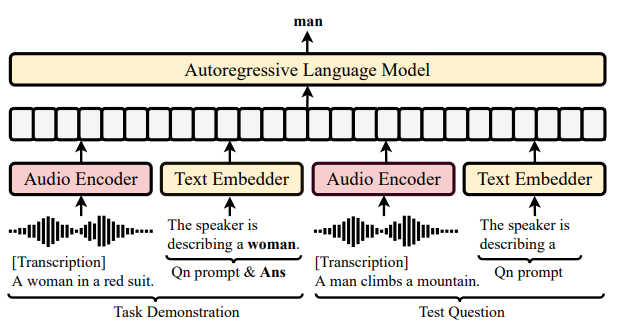 man
Autoregressive Language Model
Audio Encoder
Text Embedder
Audio Encoder
Text Embedder
[Transcription]
A woman in a red suit.
The speaker is
describing a woman.
Qn prompt & Ans
[Transcription]
A man climbs a mountain.
The speaker is
describing a
Qn prompt
Task Demonstration
Test Question